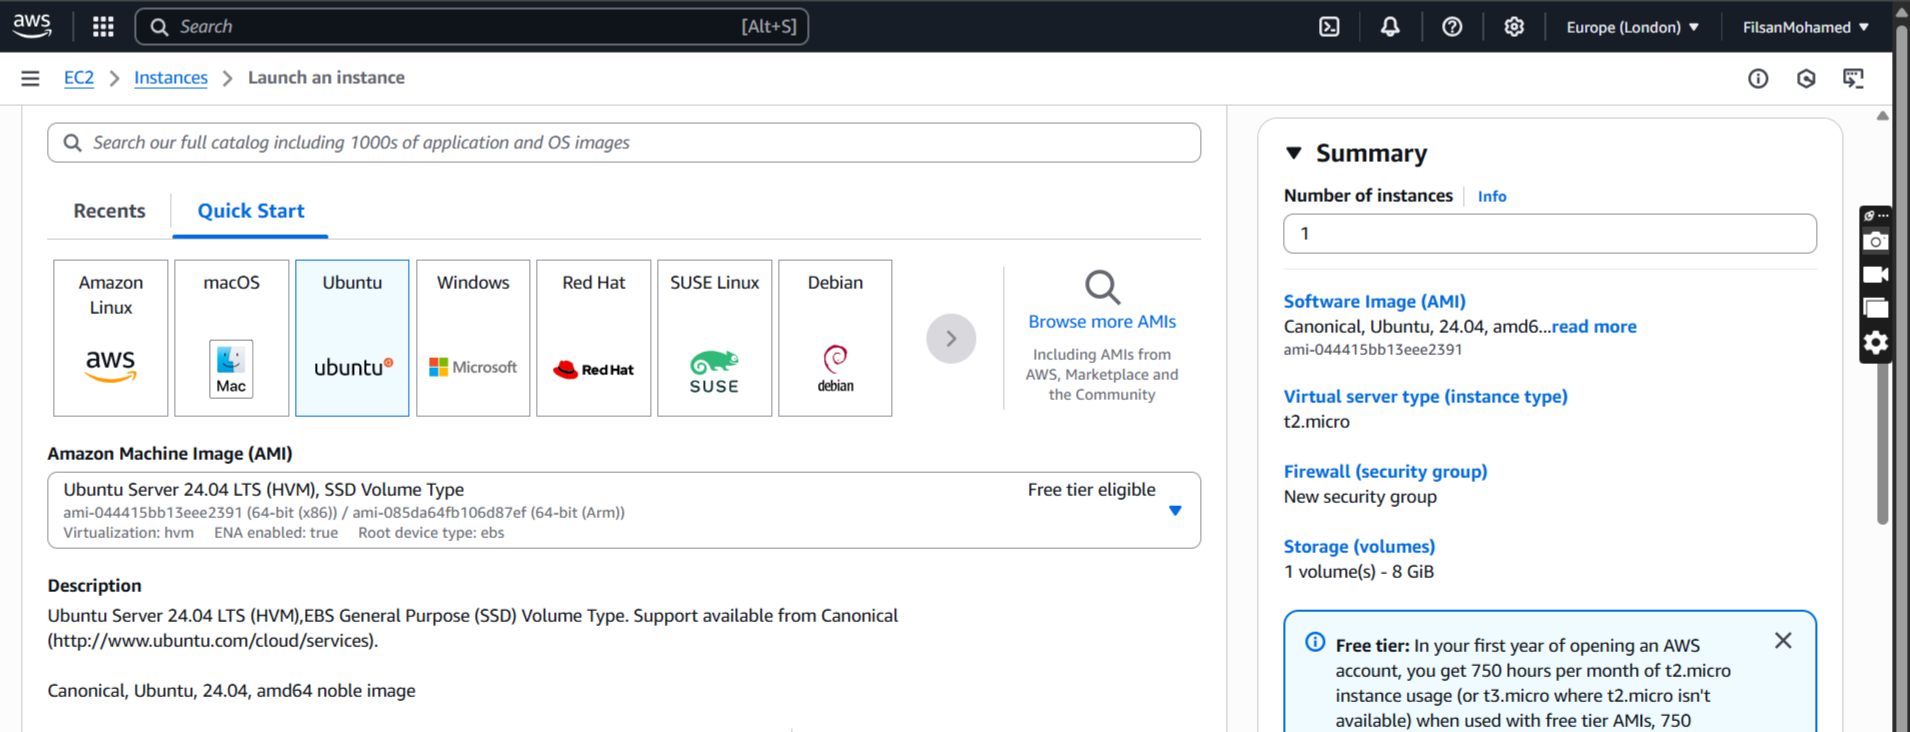 aws
Search [Alt+S]
Europe (London)
FilsanMohamed
EC2
Instances
Launch an instance
Search our full catalog including 1000s of application and OS images
Recents
Quick Start
Amazon
Linux
aws
macOS
Mac
Ubuntu
ubuntu
Windows
Microsoft
Red Hat
Red Hat
SUSE Linux
SUSE
Debian
debian
Browse more AMIs
Including AMIs from
AWS, Marketplace and
the Community
Amazon Machine Image (AMI)
Ubuntu Server 24.04 LTS (HVM), SSD Volume Type
Free tier eligible
ami-044415bb13eee2391 (64-bit (x86)) / ami-085da64fb106d87ef (64-bit (Arm))
Virtualization: hvm ENA enabled: true Root device type: ebs
Description
Ubuntu Server 24.04 LTS (HVM),EBS General Purpose (SSD) Volume Type. Support available from Canonical
(http://www.ubuntu.com/cloud/services).
Canonical, Ubuntu, 24.04, amd64 noble image
Summary
Number of instances
Info
1
Software Image (AMI)
Canonical, Ubuntu, 24.04, amd6...read more
ami-044415bb13eee2391
Virtual server type (instance type)
t2.micro
Firewall (security group)
New security group
Storage (volumes)
1 volume(s) - 8 GiB
Free tier: In your first year of opening an AWS
account, you get 750 hours per month of t2.micro
instance usage (or t3.micro where t2.micro isn't
available) when used with free tier AMIs, 750